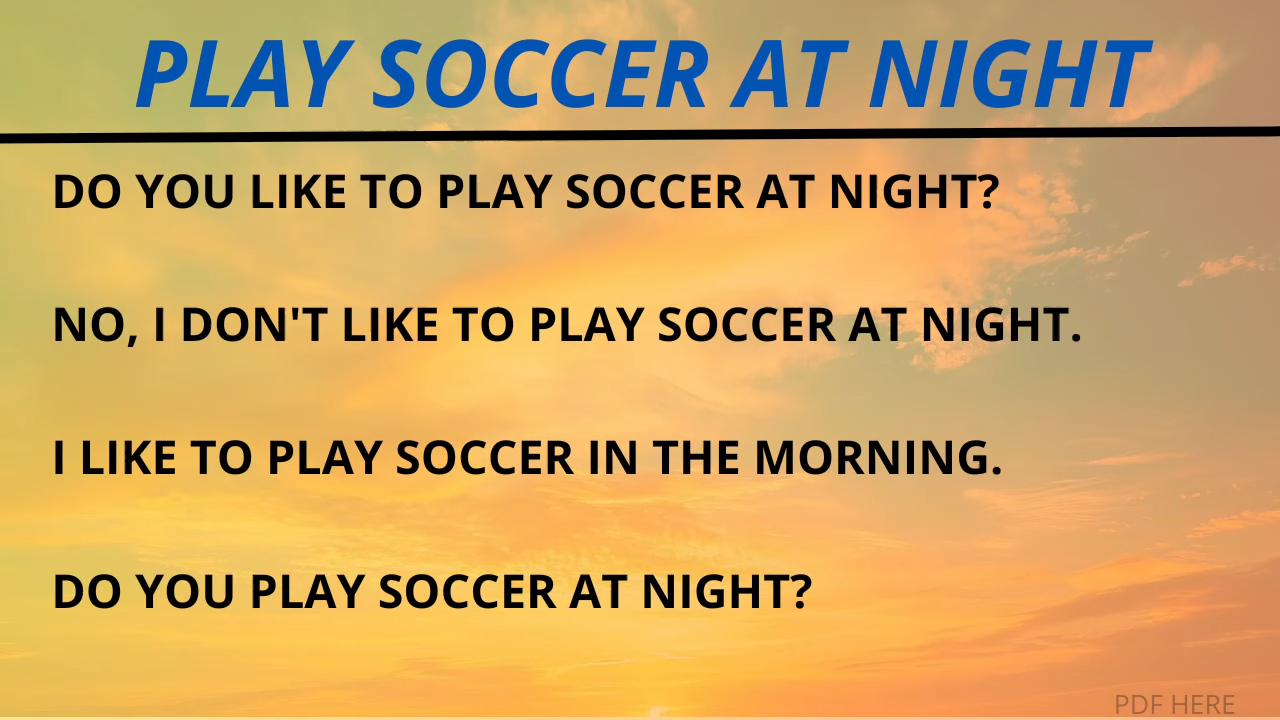 PLAY SOCCER AT NIGHT
DO YOU LIKE TO PLAY SOCCER AT NIGHT?
NO, I DON'T LIKE TO PLAY SOCCER AT NIGHT.
I LIKE TO PLAY SOCCER IN THE MORNING.
DO YOU PLAY SOCCER AT NIGHT?
PDF HERE